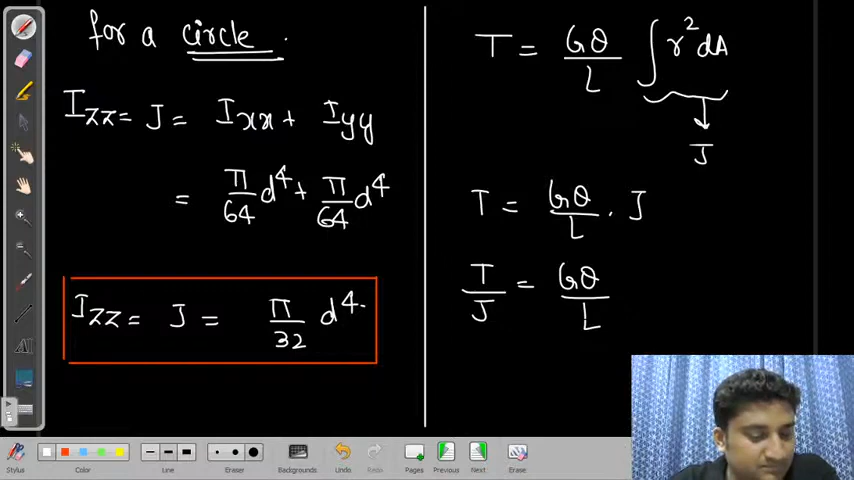 for a circle.
Izz = J = Ixx + Iyy
= π/64 d⁴ + π/64 d⁴
Izz = J = π/32 d⁴.
T = Gθ/L ∫ r² dA
J
T = Gθ/L . J
T/J = Gθ/L
Stylus Color Line Eraser Backgrounds Undo Redo Pages Previous Next Erase